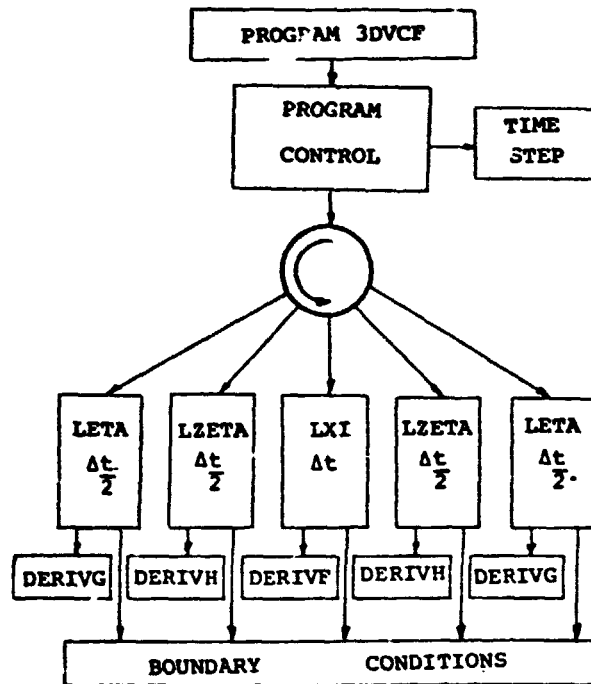 PROGRAM 3DVCF
PROGRAM
CONTROL
TIME
STEP
LETA
Δt/2
LZETA
Δt/2
LXI
Δt
LZETA
Δt/2
LETA
Δt/2.
DERIVG
DERIVH
DERIVF
DERIVH
DERIVG
BOUNDARY CONDITIONS